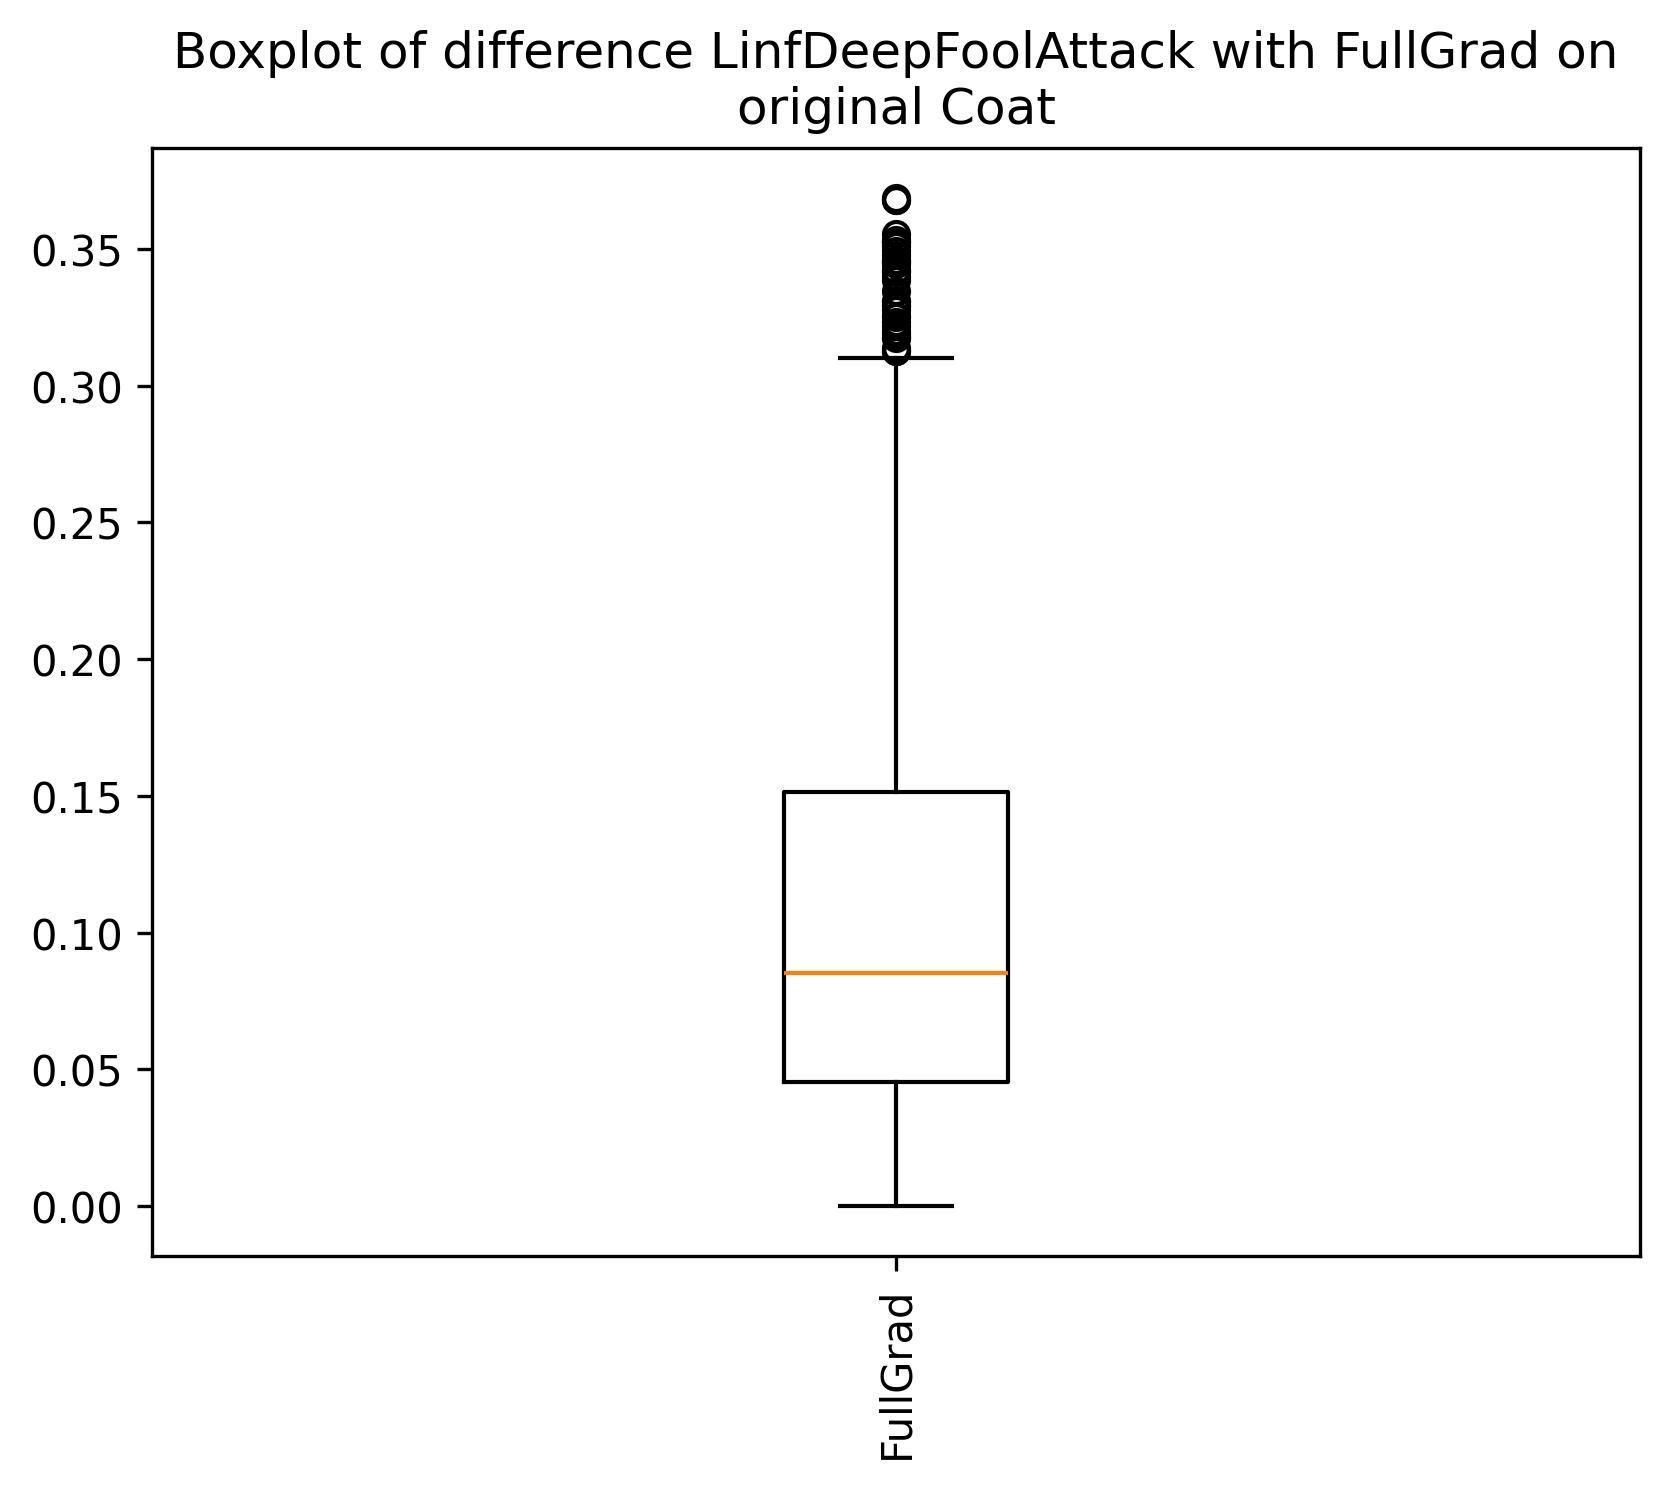 Boxplot of difference LinfDeepFoolAttack with FullGrad on
original Coat
0.35
0.30
0.25
0.20
0.15
0.10
0.05
0.00
FullGrad